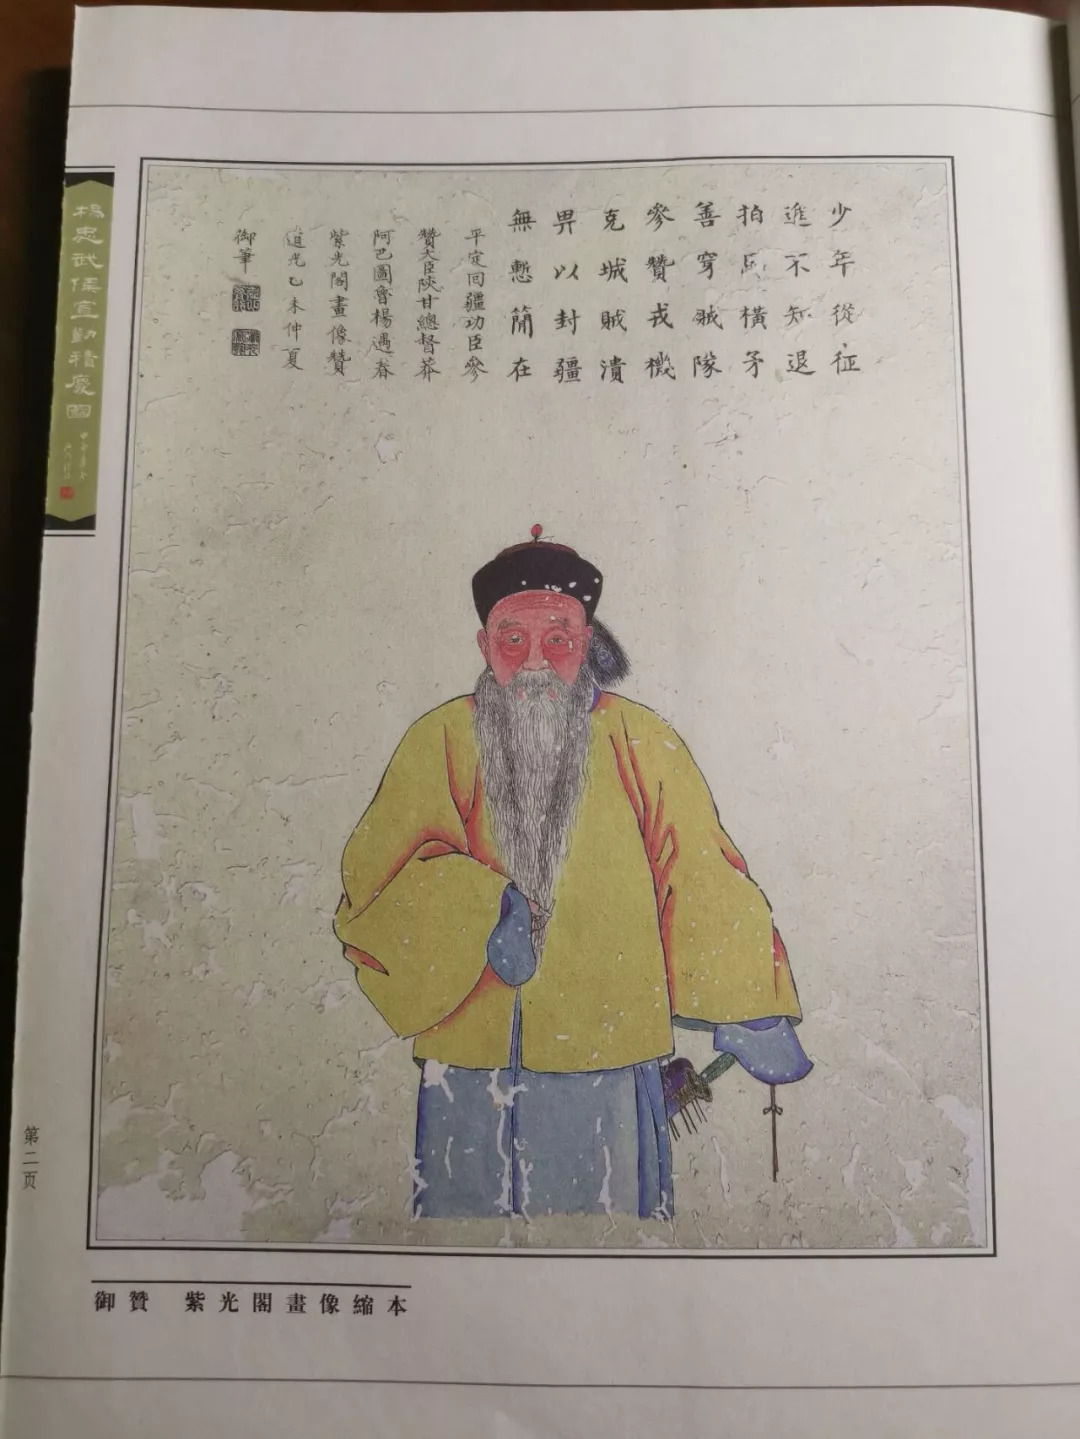 少年從征
進不知退
拍馬橫矛
善穿賊隊
參贊戎機
克城賊潰
畀以封疆
無慙簡在
平定回疆功臣參
贊大臣陝甘總督莽
阿巴圖魯楊遇春
紫光閣畫像贊
道光乙未仲夏
御筆
楊忠武侯宣勤積慶圖
第二页
御贊 紫光閣畫像縮本